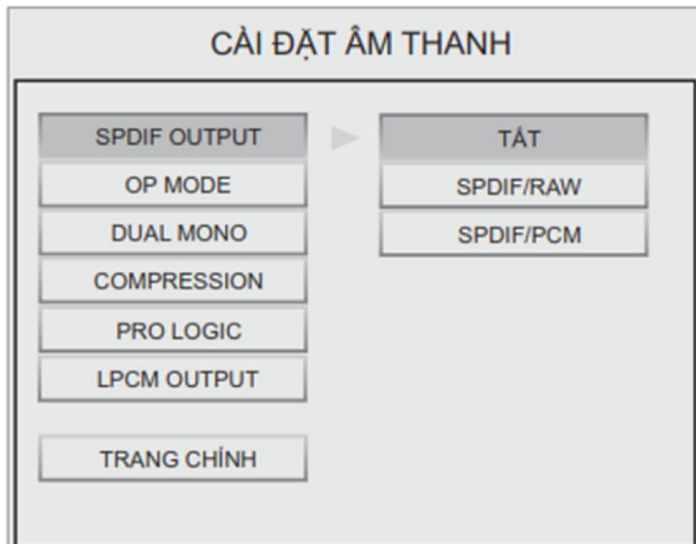 CÀI ĐẶT ÂM THANH
SPDIF OUTPUT
TẮT
OP MODE
SPDIF/RAW
DUAL MONO
SPDIF/PCM
COMPRESSION
PRO LOGIC
LPCM OUTPUT
TRANG CHÍNH